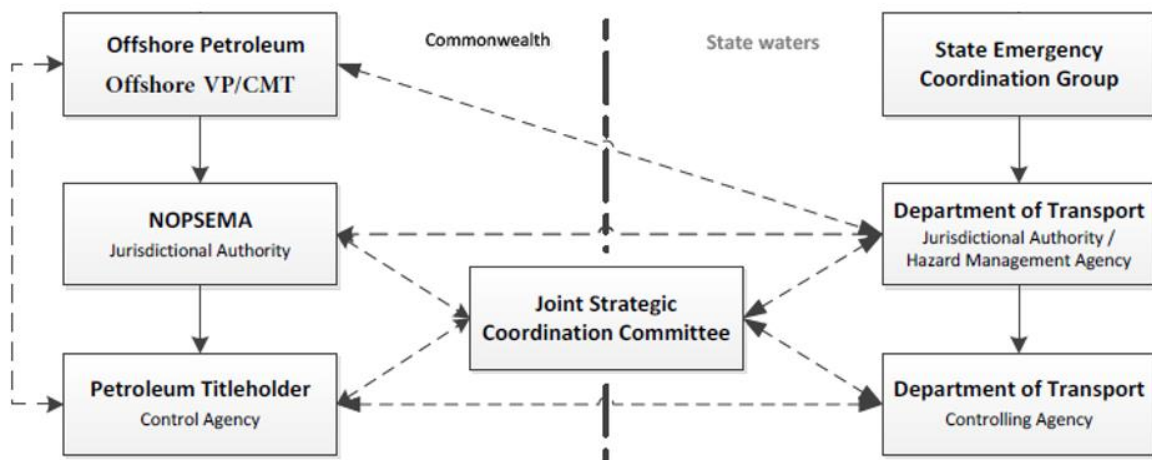 Offshore Petroleum
Offshore VP/CMT
Commonwealth
State waters
State Emergency
Coordination Group
NOPSEMA
Jurisdictional Authority
Department of Transport
Jurisdictional Authority /
Hazard Management Agency
Joint Strategic
Coordination Committee
Petroleum Titleholder
Control Agency
Department of Transport
Controlling Agency